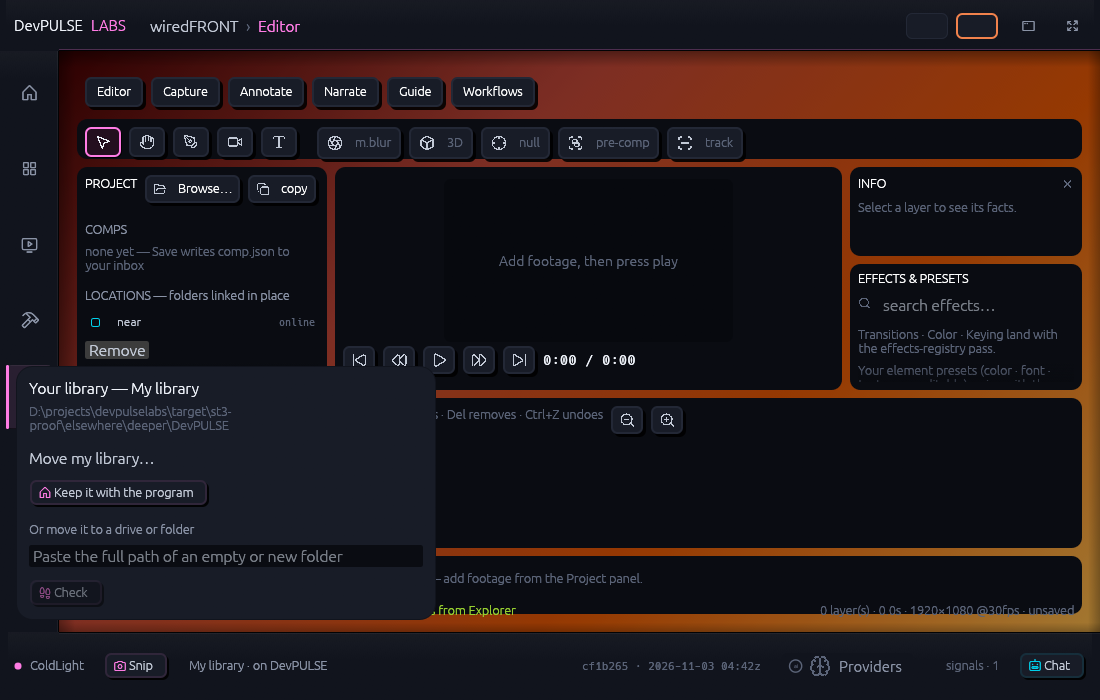 DevPULSE LABS wiredFRONT › Editor
Editor Capture Annotate Narrate Guide Workflows
T m.blur 3D null pre-comp track
PROJECT Browse... copy
COMPS
none yet — Save writes comp.json to
your inbox
LOCATIONS — folders linked in place
near online
Remove
Add footage, then press play
0:00 / 0:00
INFO
Select a layer to see its facts.
EFFECTS & PRESETS
search effects...
Transitions · Color · Keying land with
the effects-registry pass.
Your element presets (color · font ·
Your library — My library
D:\projects\devpulselabs\target\st3-
proof\elsewhere\deeper\DevPULSE
Move my library...
Keep it with the program
Or move it to a drive or folder
Paste the full path of an empty or new folder
Check
· Del removes · Ctrl+Z undoes
– add footage from the Project panel.
from Explorer
0 layer(s) · 0.0s · 1920×1080 @30fps · unsaved
ColdLight Snip My library · on DevPULSE cf1b265 · 2026-11-03 04:42z Providers signals · 1 Chat